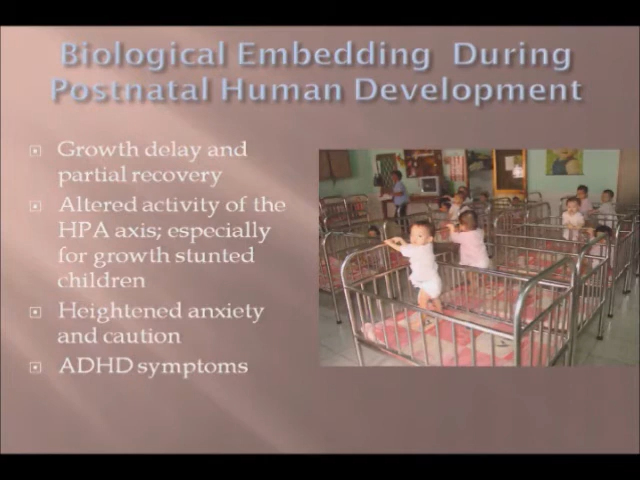 Biological Embedding During
Postnatal Human Development
Growth delay and
partial recovery
Altered activity of the
HPA axis; especially
for growth stunted
children
Heightened anxiety
and caution
ADHD symptoms